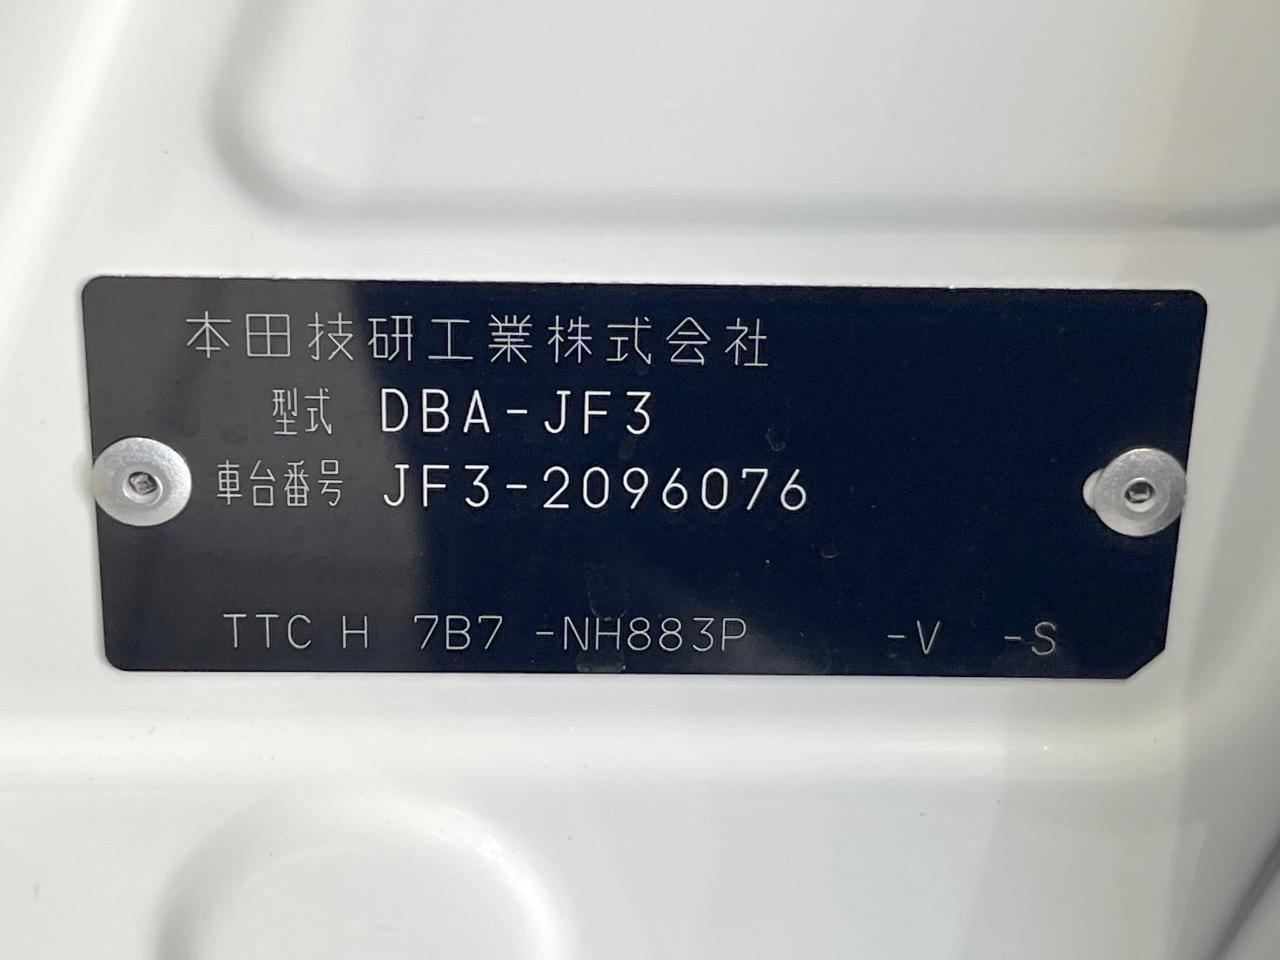 本田技研工業株式会社
型式 DBA-JF3
車台番号 JF3-2096076
TTC H 7B7 -NH883P -V -S